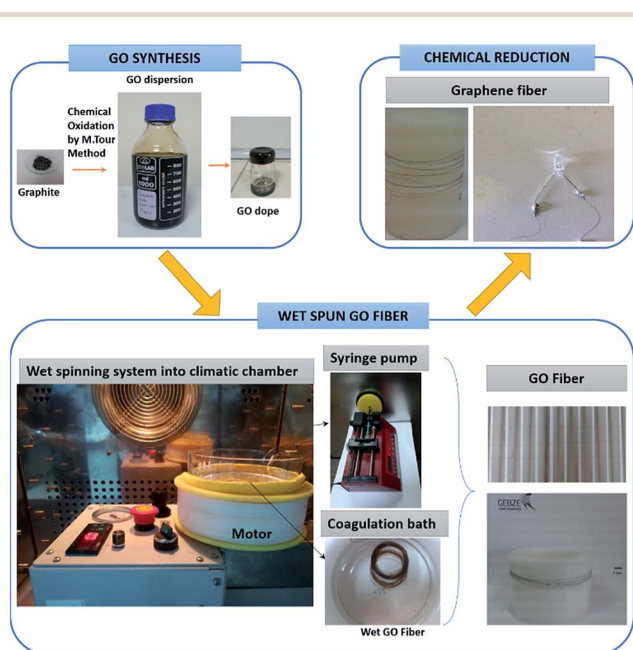 GO SYNTHESIS
GO dispersion
Chemical
Oxidation
by M.Tour
Method
Graphite
GO dope
CHEMICAL REDUCTION
Graphene fiber
WET SPUN GO FIBER
Wet spinning system into climatic chamber
Motor
Syringe pump
Coagulation bath
Wet GO Fiber
GO Fiber
GEBZE